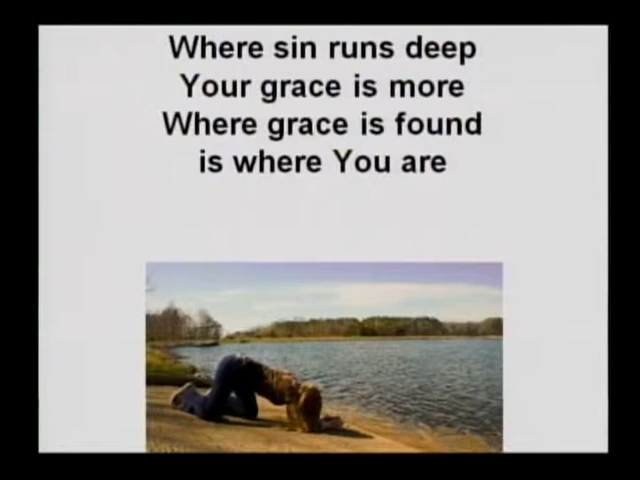 Where sin runs deep
Your grace is more
Where grace is found
is where You are